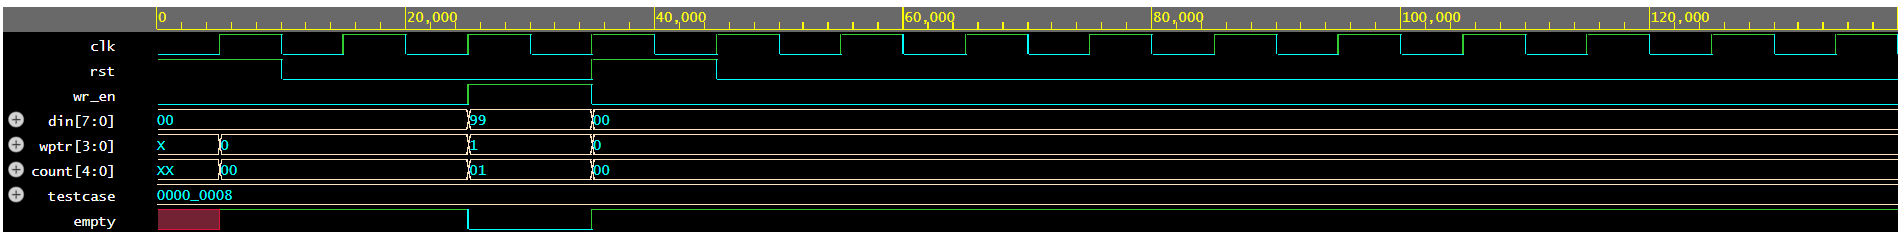 0 20,000 40,000 60,000 80,000 100,000 120,000
clk
rst
wr_en
din[7:0] 00 99 00
wptr[3:0] x 0 1 0
count[4:0] xx 00 01 00
testcase 0000_0008
empty